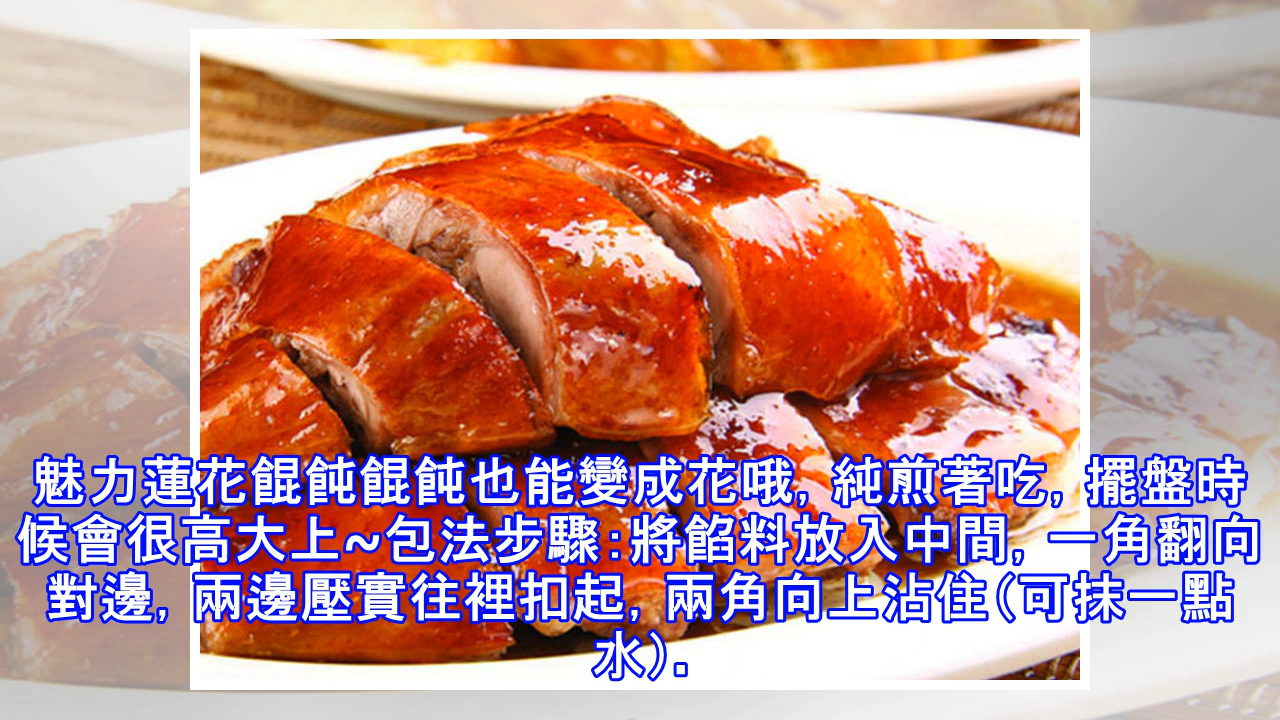 魅力蓮花餛飩餛飩也能變成花哦, 純煎著吃, 擺盤時
候會很高大上~包法步驟:將餡料放入中間, 一角翻向
對邊, 兩邊壓實往裡扣起, 兩角向上沾住(可抹一點
水).